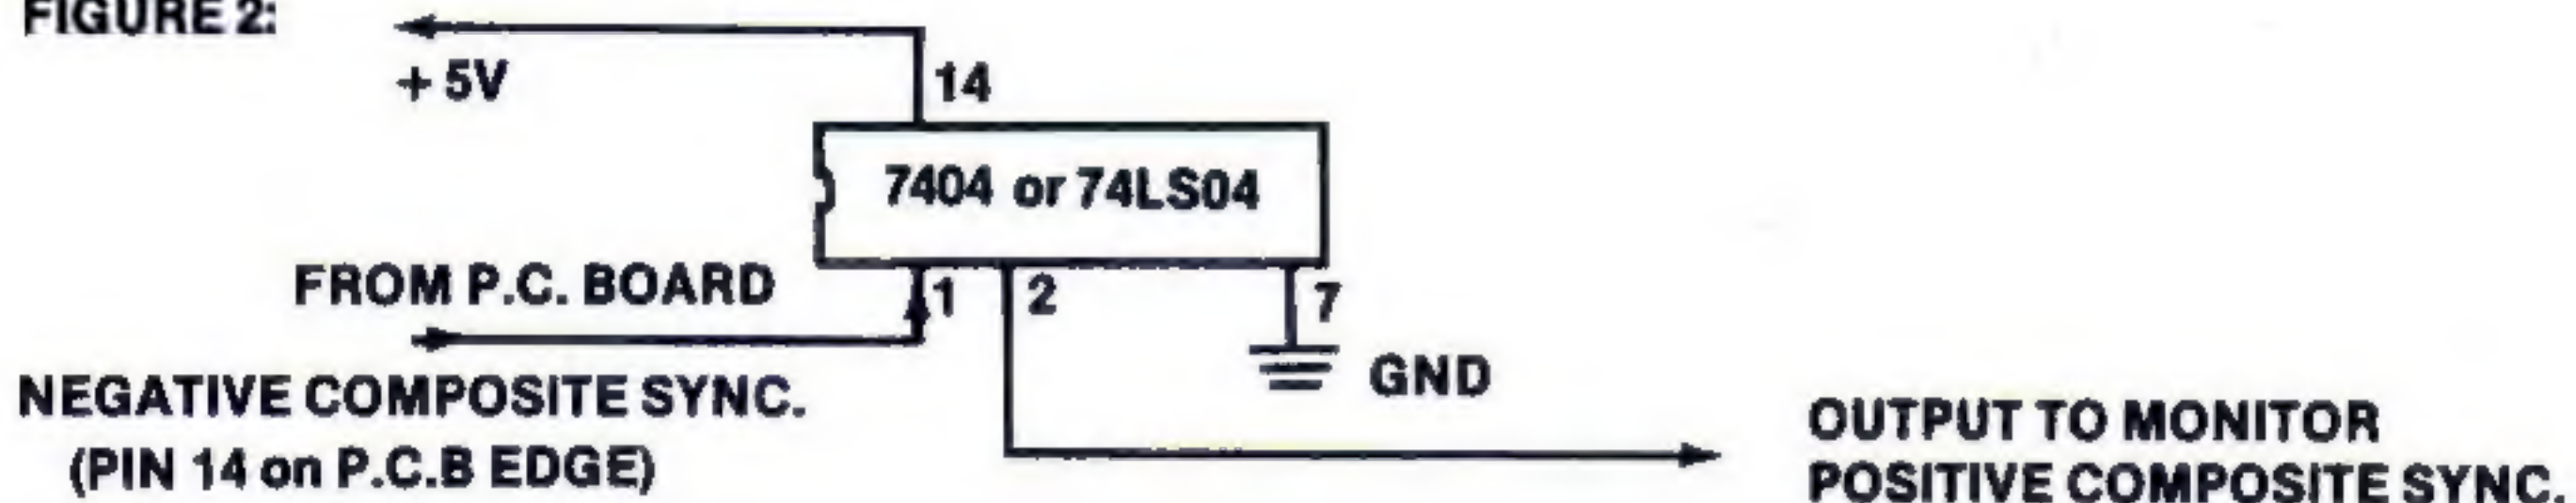 FIGURE 2:
+ 5V
14
7404 or 74LS04
FROM P.C. BOARD
1
2
7
NEGATIVE COMPOSITE SYNC.
(PIN 14 on P.C.B EDGE)
GND
OUTPUT TO MONITOR
POSITIVE COMPOSITE SYNC.